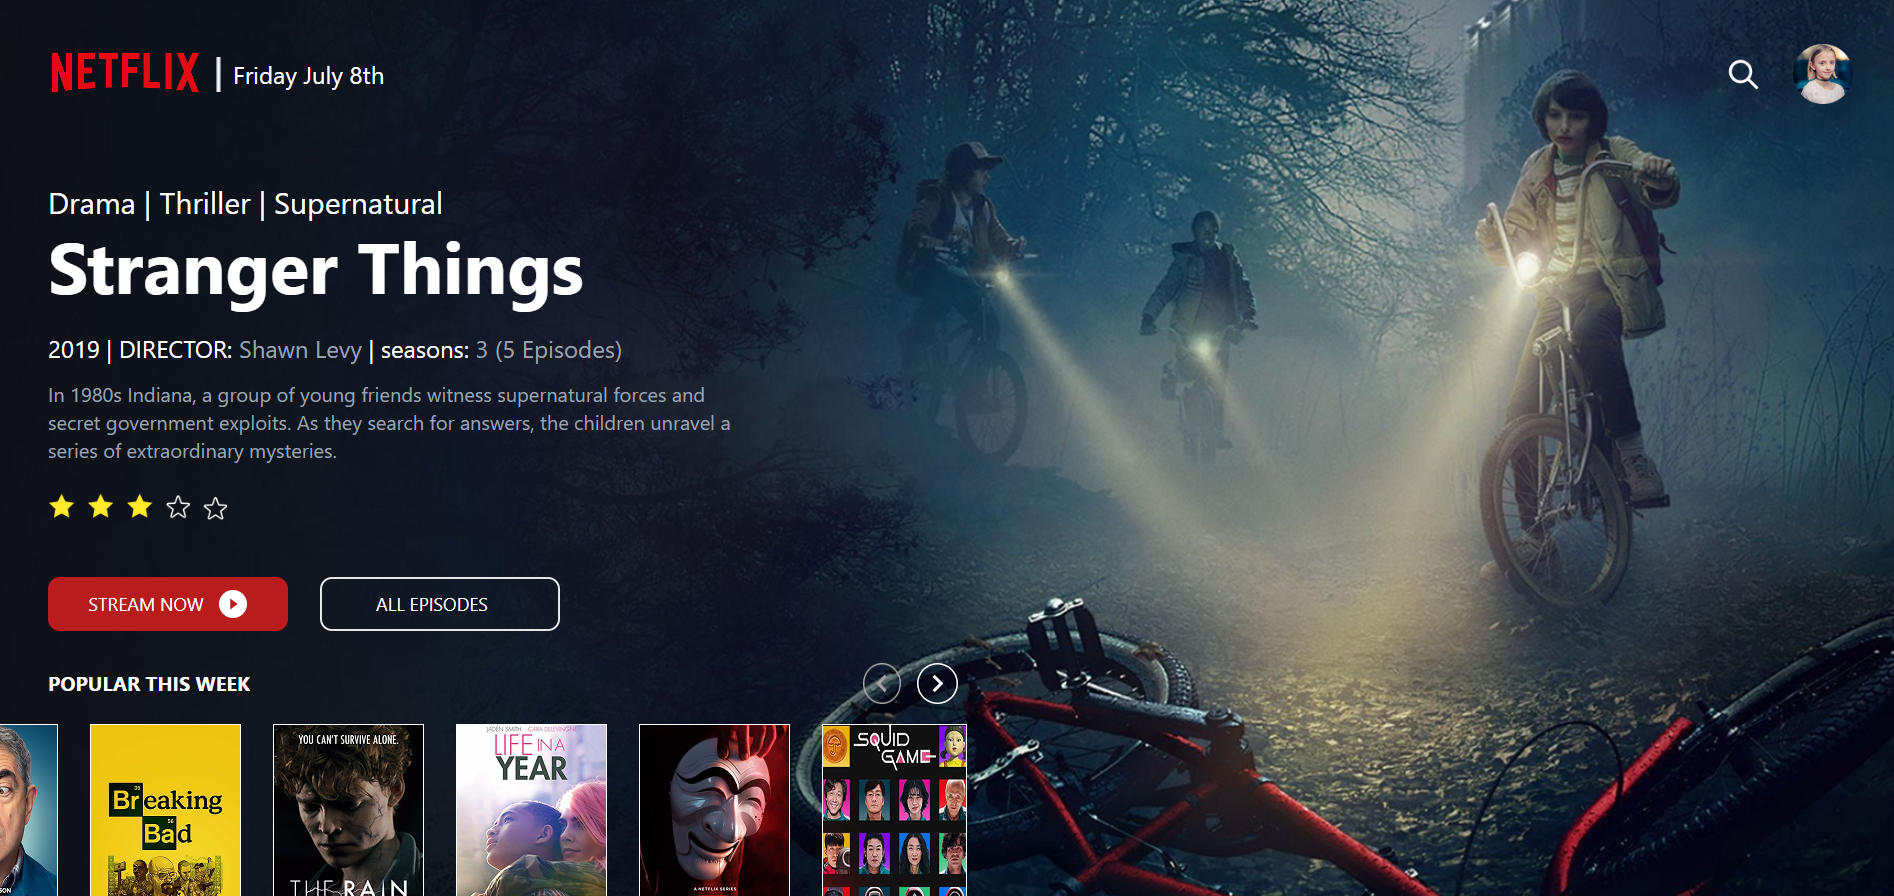 NETFLIX | Friday July 8th
Drama | Thriller | Supernatural
Stranger Things
2019 | DIRECTOR: Shawn Levy | seasons: 3 (5 Episodes)
In 1980s Indiana, a group of young friends witness supernatural forces and
secret government exploits. As they search for answers, the children unravel a
series of extraordinary mysteries.
STREAM NOW
ALL EPISODES
POPULAR THIS WEEK
SON
Breaking
Bad
YOU CAN'T SURVIVE ALONE.
THE RAIN
JADEN SMITH CARA DELEVINGNE
LIFE IN A
YEAR
A NETFLIX SERIES
SQUID
GAME